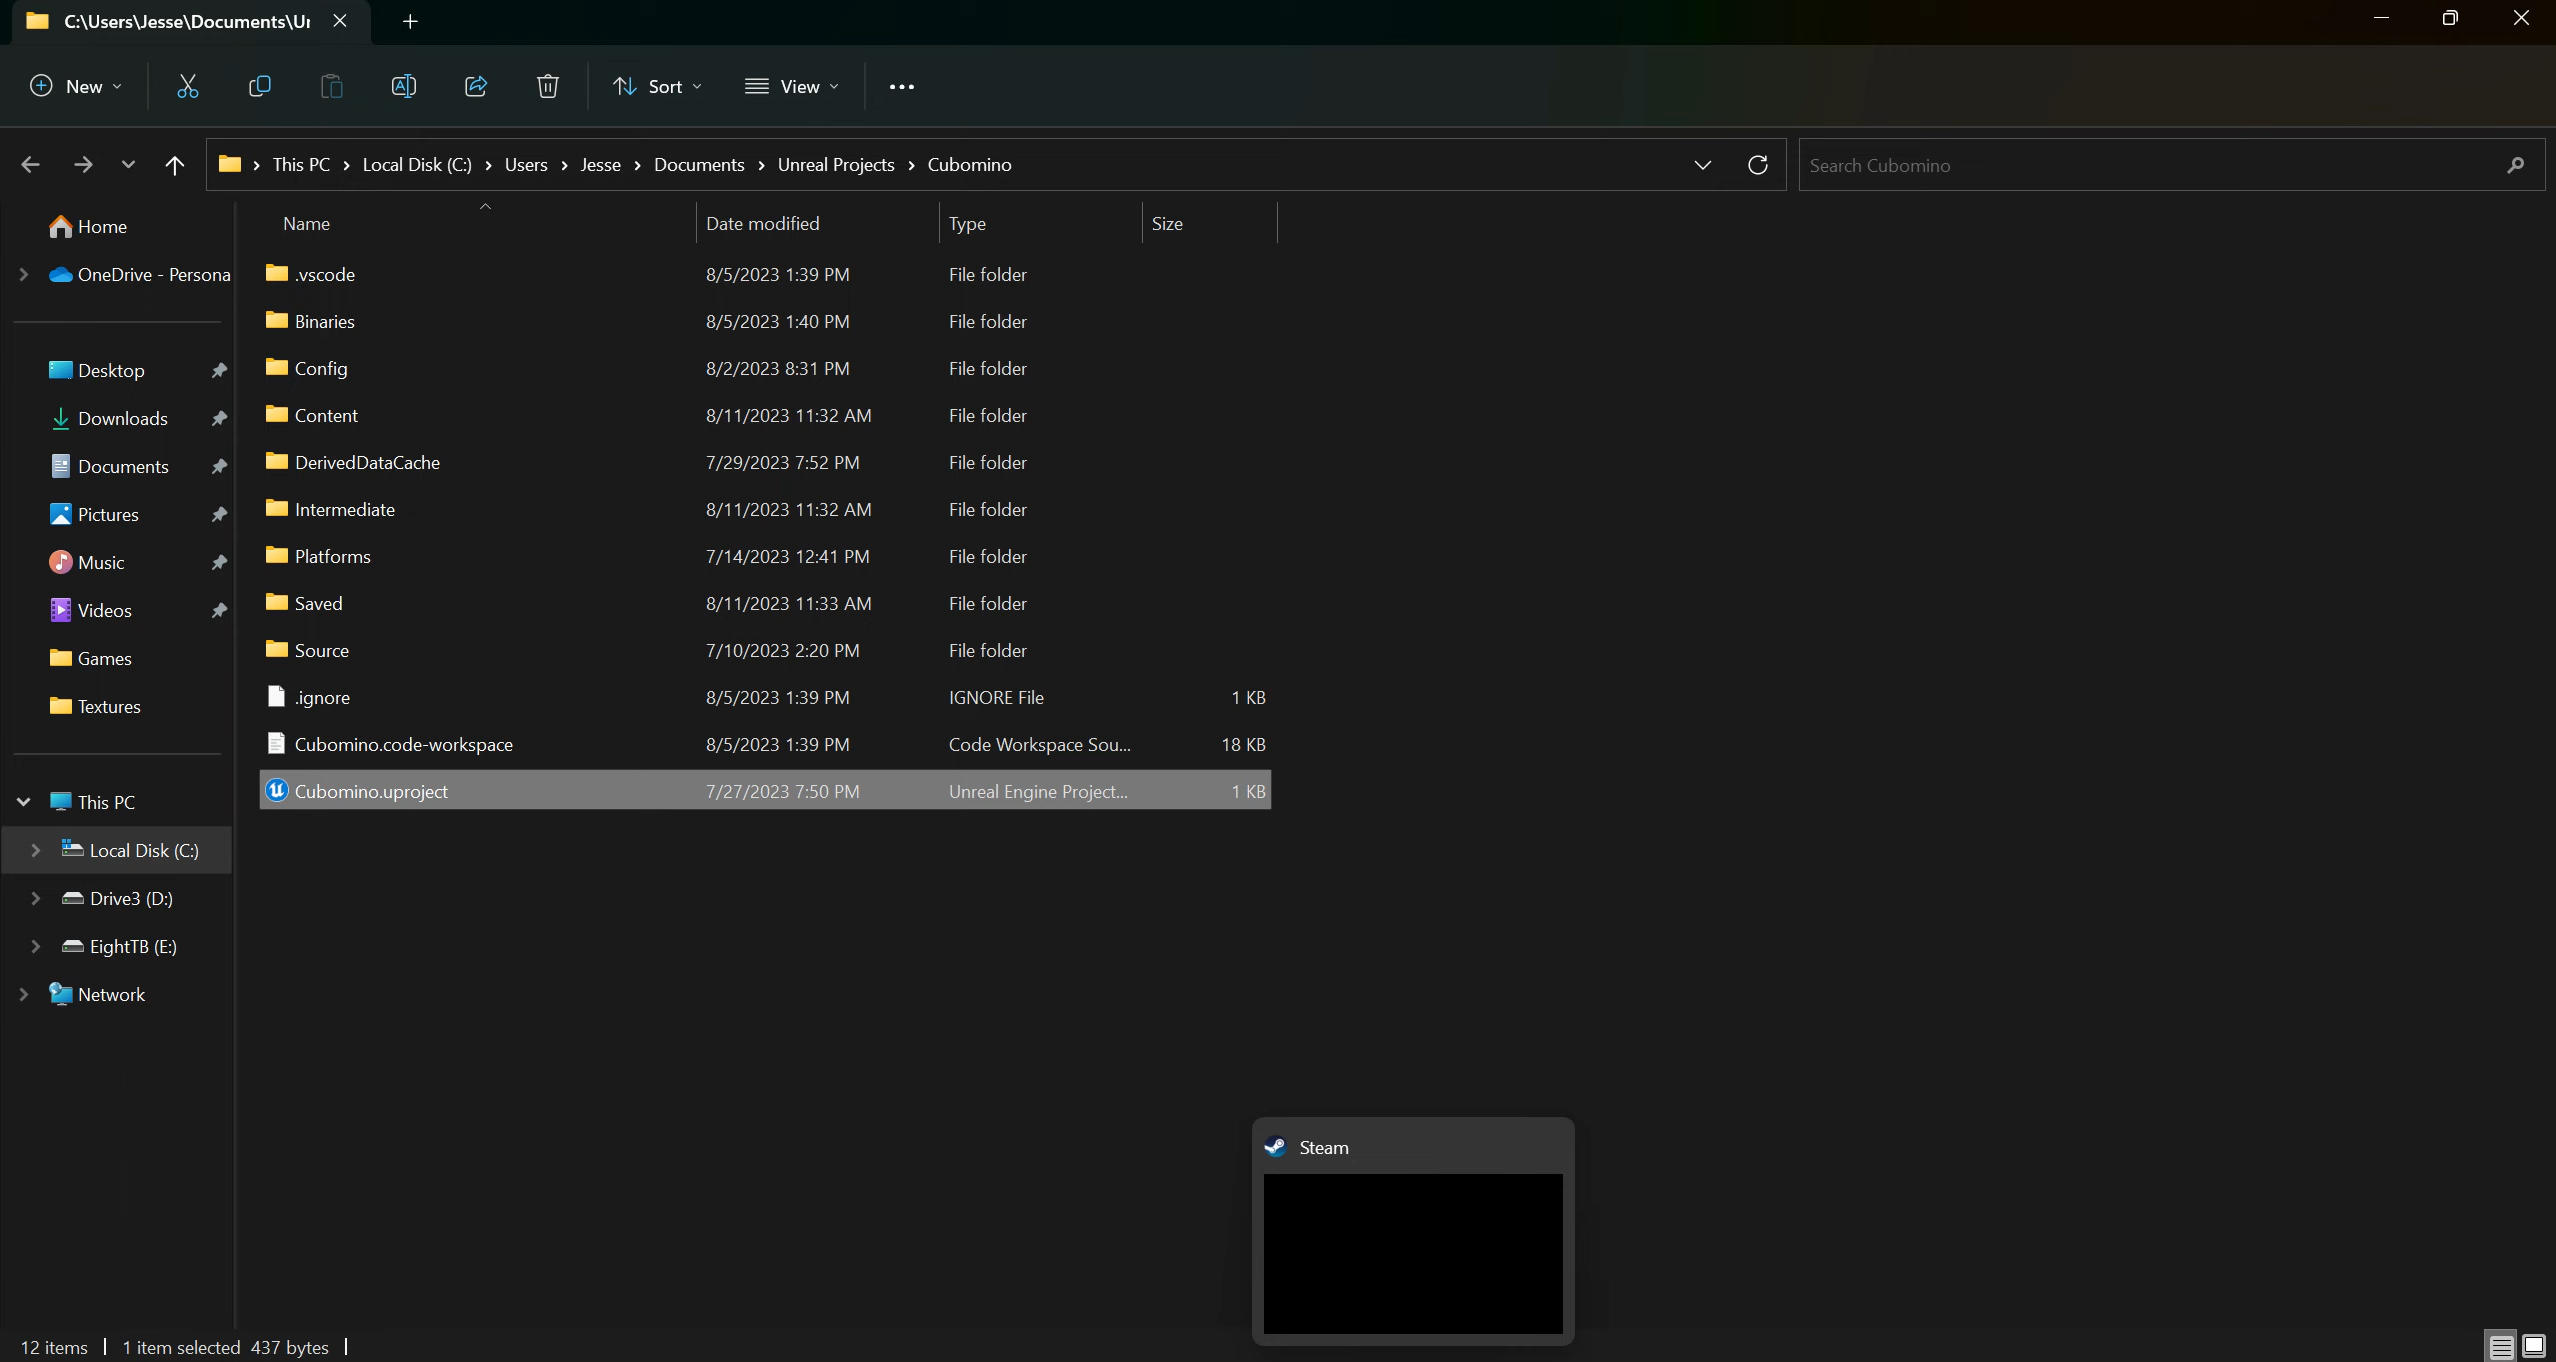 C:\Users\Jesse\Documents\Ur
New
Sort
View
This PC > Local Disk (C:) > Users > Jesse > Documents > Unreal Projects > Cubomino
Search Cubomino
Home
OneDrive - Persona
Desktop
Downloads
Documents
Pictures
Music
Videos
Games
Textures
This PC
Local Disk (C:)
Drive3 (D:)
EightTB (E:)
Network
Name Date modified Type Size
.vscode 8/5/2023 1:39 PM File folder
Binaries 8/5/2023 1:40 PM File folder
Config 8/2/2023 8:31 PM File folder
Content 8/11/2023 11:32 AM File folder
DerivedDataCache 7/29/2023 7:52 PM File folder
Intermediate 8/11/2023 11:32 AM File folder
Platforms 7/14/2023 12:41 PM File folder
Saved 8/11/2023 11:33 AM File folder
Source 7/10/2023 2:20 PM File folder
.ignore 8/5/2023 1:39 PM IGNORE File 1 KB
Cubomino.code-workspace 8/5/2023 1:39 PM Code Workspace Sou... 18 KB
Cubomino.uproject 7/27/2023 7:50 PM Unreal Engine Project... 1 KB
Steam
12 items 1 item selected 437 bytes